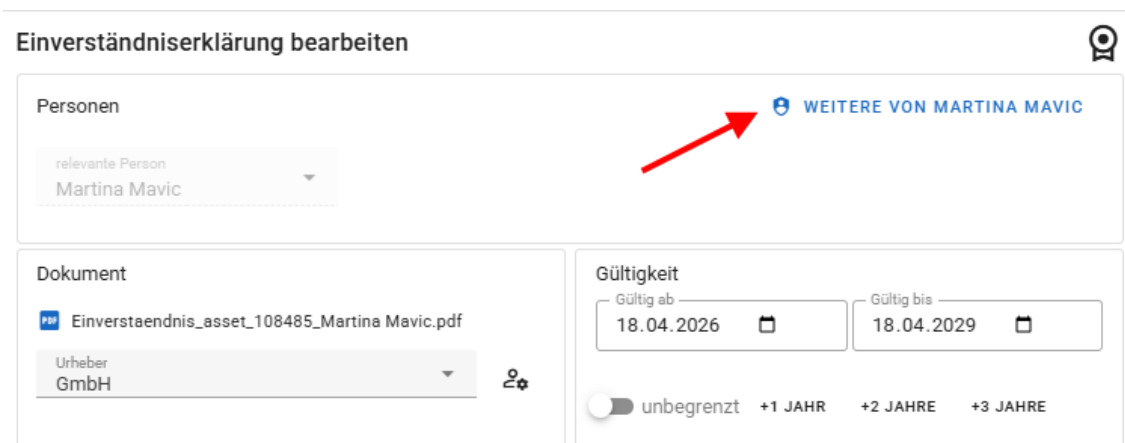 Einverständniserklärung bearbeiten
Personen
WEITERE VON MARTINA MAVIC
relevante Person
Martina Mavic
Dokument
PDF Einverstaendnis_asset_108485_Martina Mavic.pdf
Urheber
GmbH
Gültigkeit
Gültig ab
18.04.2026
Gültig bis
18.04.2029
unbegrenzt +1 JAHR +2 JAHRE +3 JAHRE